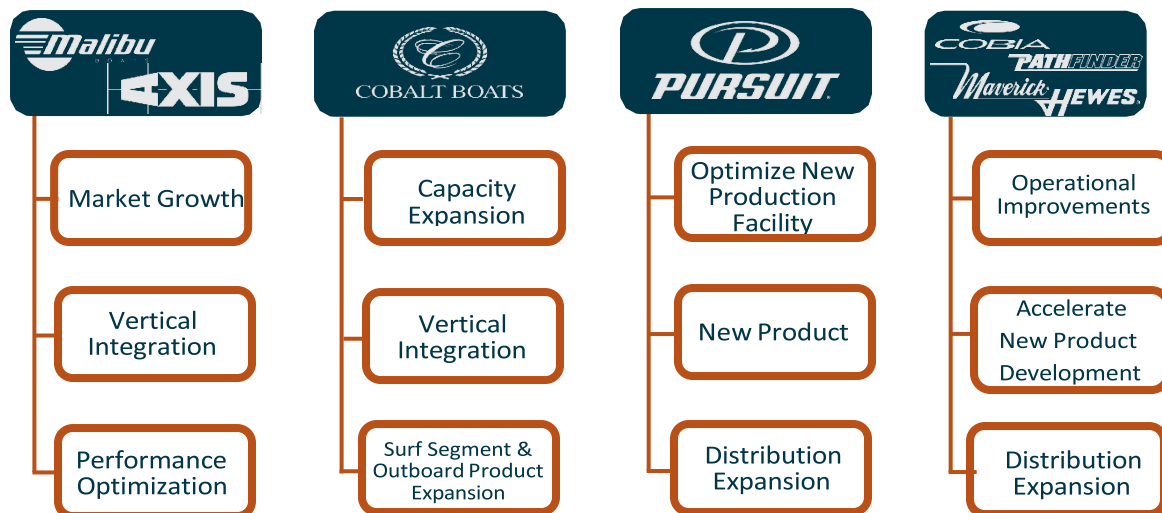 Malibu
BOATS
AXIS
Market Growth
Vertical
Integration
Performance
Optimization
C
COBALT BOATS
Capacity
Expansion
Vertical
Integration
Surf Segment &
Outboard Product
Expansion
P
PURSUIT
Optimize New
Production
Facility
New Product
Distribution
Expansion
COBIA
PATHFINDER
Maverick
HEWES
Operational
Improvements
Accelerate
New Product
Development
Distribution
Expansion